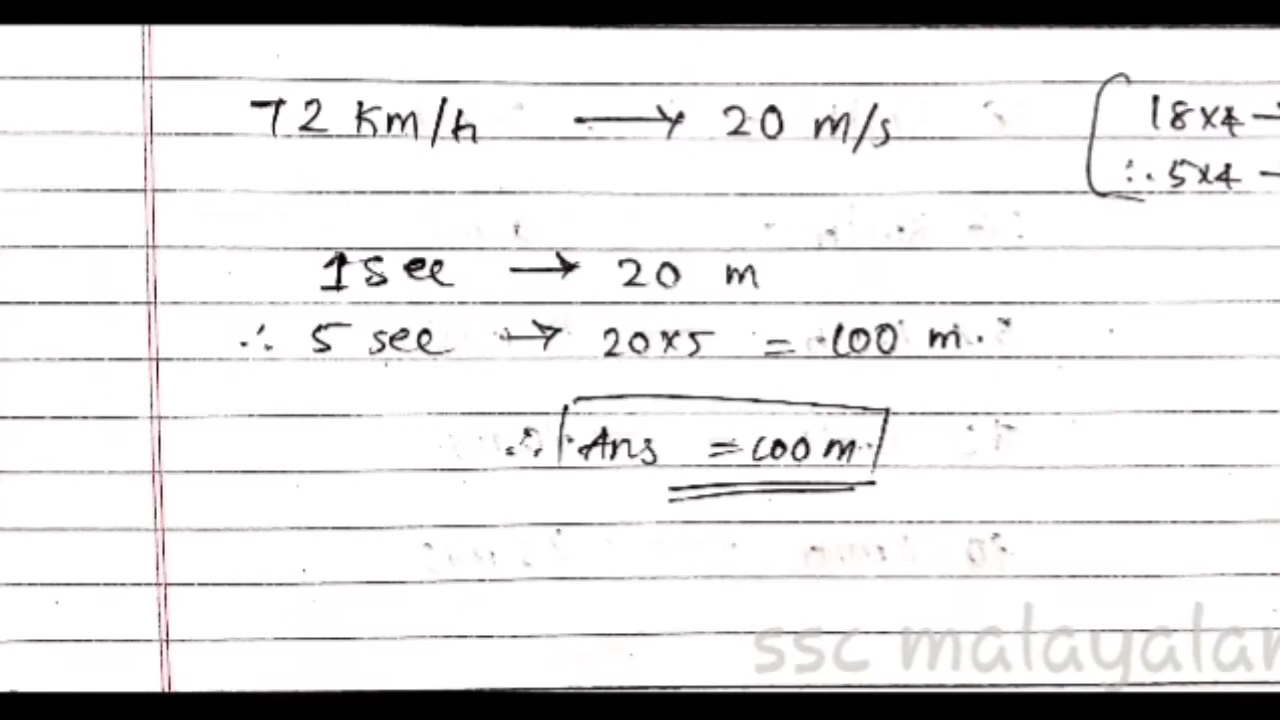 72 Km/h → 20 m/s
18x4 –
∴ 5x4 –
1 sec → 20 m
∴ 5 sec → 20x5 = 100 m.
∴ Ans = 100 m.
ssc malayalam